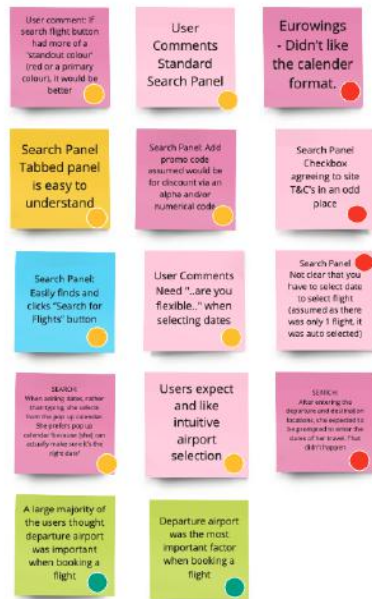 User comment: If
search flight button
had more of a
'standout colour'
(red or a primary
colour), it would be
better
User
Comments
Standard
Search Panel
Eurowings
- Didn't like
the calender
format.
Search Panel
Tabbed panel
is easy to
understand
Search Panel: Add
promo code
assumed would be
for discount via an
alpha and/or
numerical code
Search Panel
Checkbox
agreeing to site
T&C's in an odd
place
Search Panel:
Easily finds and
clicks "Search for
Flights" button
User Comments
Need "..are you
flexible.." when
selecting dates
Search Panel
Not clear that you
have to select date
to select flight
(assumed as there
was only 1 flight, it
was auto selected)
SEARCH:
When adding dates, rather
than typing, she selects
from the pop up calendar.
She prefers pop up
calendar because (she) can
actually make sure it's the
right date'
Users expect
and like
intuitive
airport
selection
SEARCH:
After entering the
departure and destination
locations, she expected to
be prompted to enter the
dates of her travel. That
didn't happen
A large majority
of the users thought
departure airport
was important
when booking a
flight
Departure airport
was the most
important factor
when booking a
flight